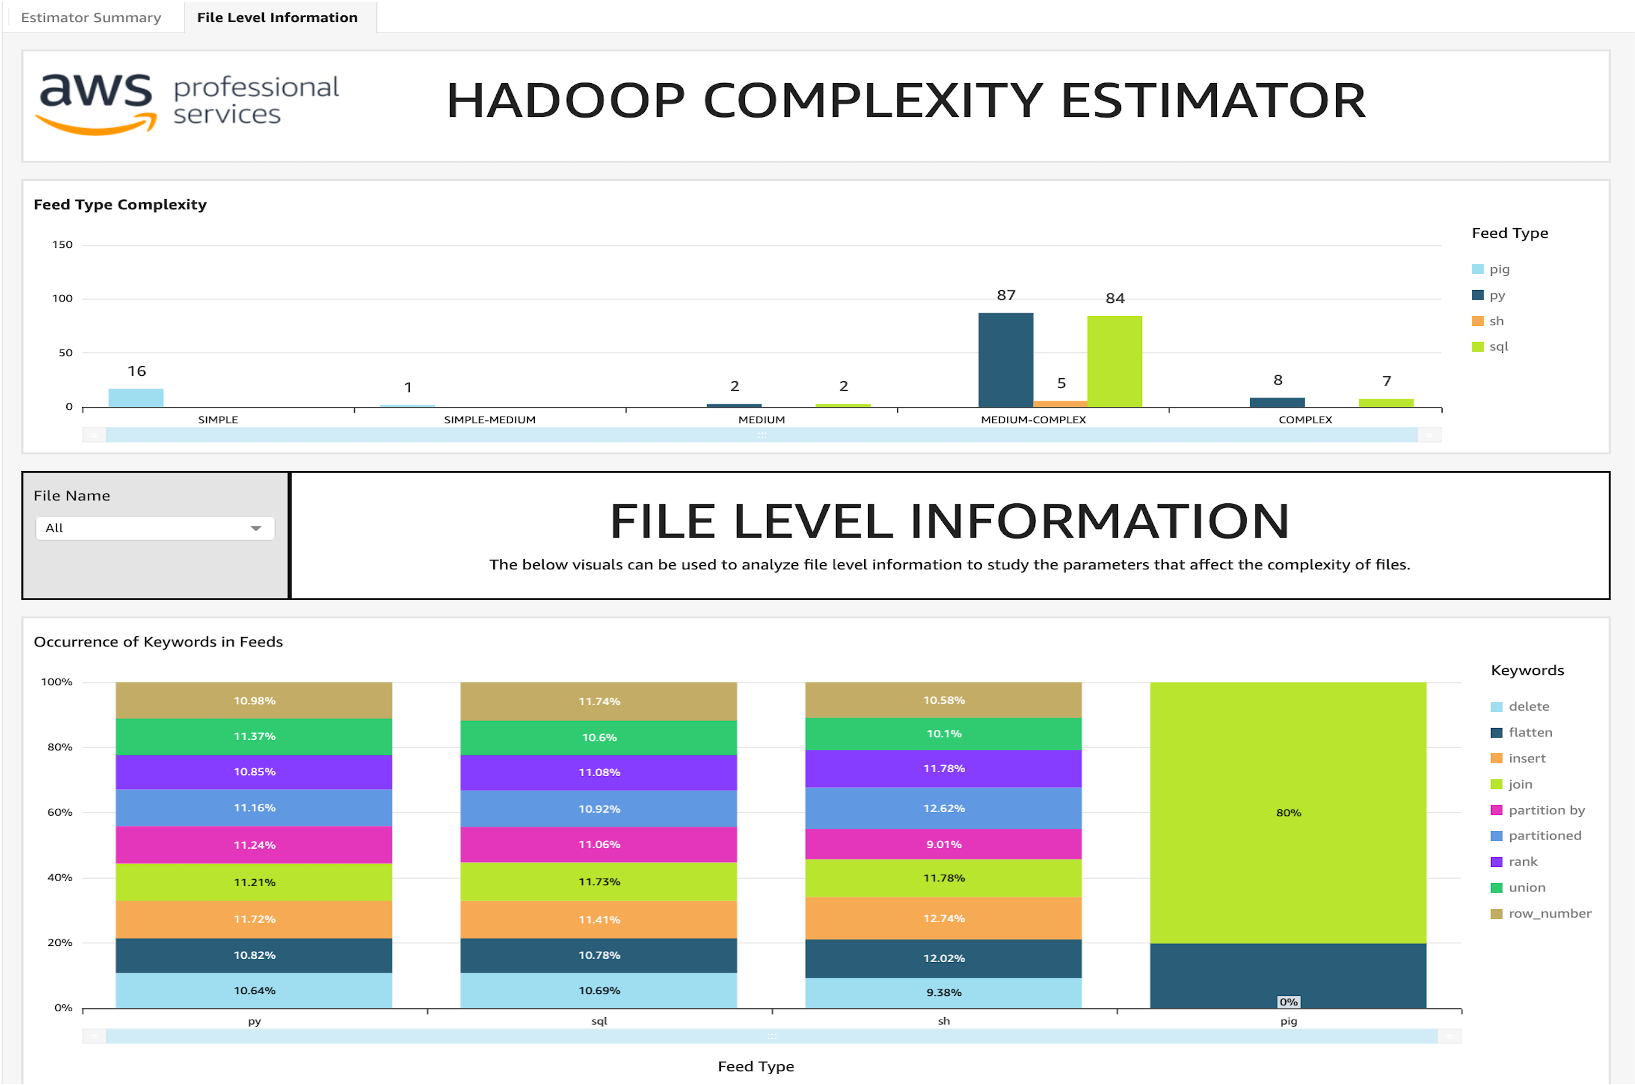 Estimator Summary
File Level Information
aws professional services
HADOOP COMPLEXITY ESTIMATOR
Feed Type Complexity
150
100
50
0
16
1
2
2
87
5
84
8
7
SIMPLE
SIMPLE-MEDIUM
MEDIUM
MEDIUM-COMPLEX
COMPLEX
Feed Type
pig
py
sh
sql
File Name
All
FILE LEVEL INFORMATION
The below visuals can be used to analyze file level information to study the parameters that affect the complexity of files.
Occurrence of Keywords in Feeds
100%
80%
60%
40%
20%
0%
10.98%
11.37%
10.85%
11.16%
11.24%
11.21%
11.72%
10.82%
10.64%
11.74%
10.6%
11.08%
10.92%
11.06%
11.73%
11.41%
10.78%
10.69%
10.58%
10.1%
11.78%
12.62%
9.01%
11.78%
12.74%
12.02%
9.38%
80%
0%
py
sql
sh
pig
Feed Type
Keywords
delete
flatten
insert
join
partition by
partitioned
rank
union
row_number